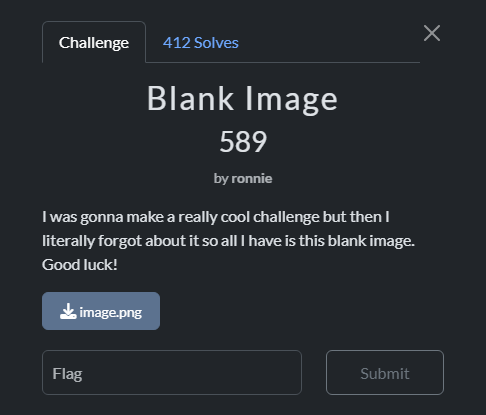 Challenge
412 Solves
Blank Image
589
by ronnie
I was gonna make a really cool challenge but then I
literally forgot about it so all I have is this blank image.
Good luck!
image.png
Flag
Submit